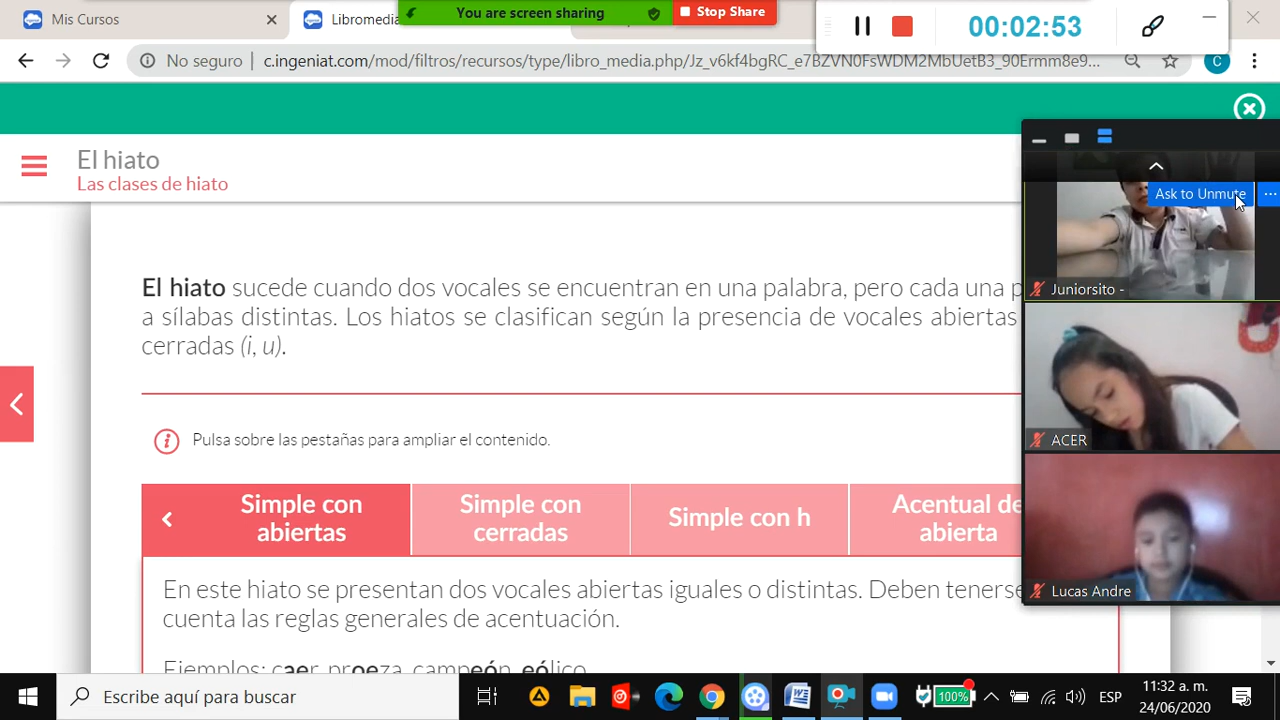 Mis Cursos
Libromedia
You are screen sharing
Stop Share
00:02:53
No seguro
c.ingeniat.com/mod/filtros/recursos/type/libro_media.php/Jz_v6kf4bgRC_e7BZVN0FsWDM2MbUetB3_90Ermm8e9...
C
El hiato
Las clases de hiato
El hiato sucede cuando dos vocales se encuentran en una palabra, pero cada una p
a sílabas distintas. Los hiatos se clasifican según la presencia de vocales abiertas
cerradas (i, u).
Pulsa sobre las pestañas para ampliar el contenido.
Simple con
abiertas
Simple con
cerradas
Simple con h
Acentual de
abierta
En este hiato se presentan dos vocales abiertas iguales o distintas. Deben tenerse
cuenta las reglas generales de acentuación.
Ejemplos: caer, proeza, campeón, eólico
Ask to Unmute
Juniorsito -
ACER
Lucas Andre
Escribe aquí para buscar
100%
ESP
11:32 a. m.
24/06/2020